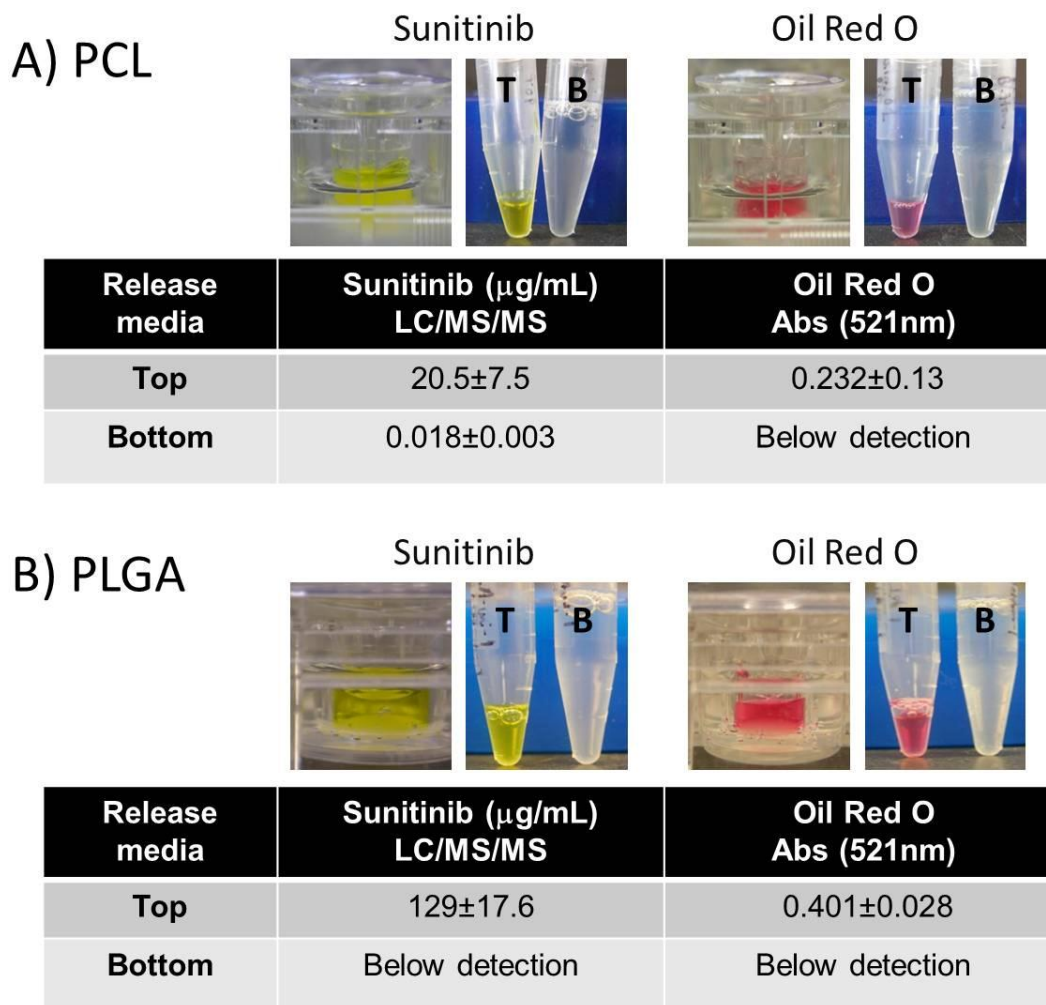 A) PCL
Sunitinib
Oil Red O
T B
T B
Release media
Sunitinib (μg/mL) LC/MS/MS
Oil Red O Abs (521nm)
Top
20.5±7.5
0.232±0.13
Bottom
0.018±0.003
Below detection
B) PLGA
Sunitinib
Oil Red O
T B
T B
Release media
Sunitinib (μg/mL) LC/MS/MS
Oil Red O Abs (521nm)
Top
129±17.6
0.401±0.028
Bottom
Below detection
Below detection